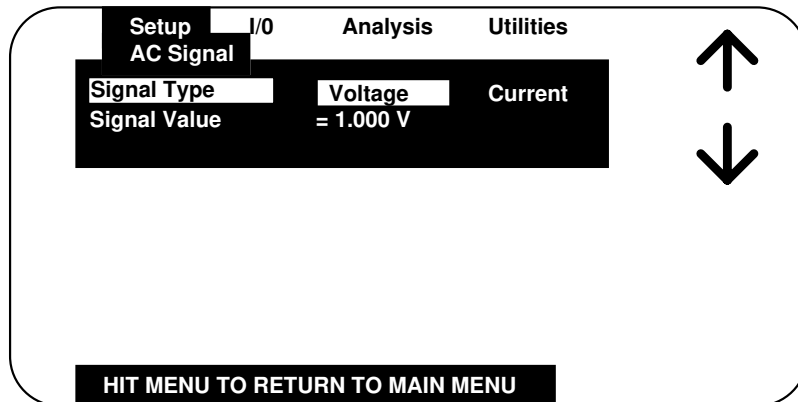 Setup I/0 Analysis Utilities
AC Signal
Signal Type Voltage Current
Signal Value = 1.000 V
HIT MENU TO RETURN TO MAIN MENU